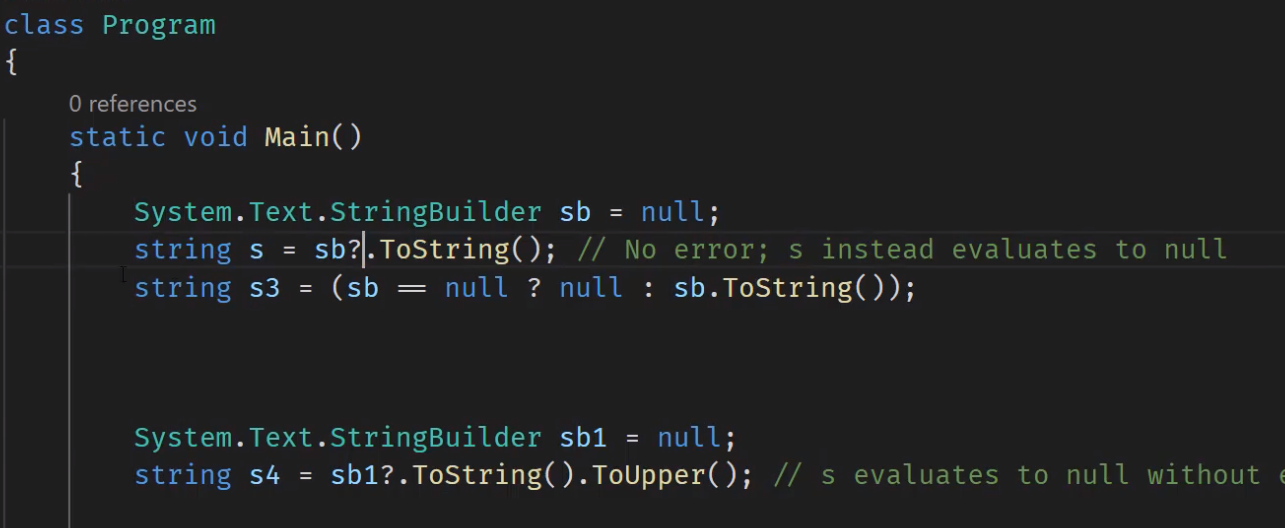 class Program
{
0 references
static void Main()
{
System.Text.StringBuilder sb = null;
string s = sb?.ToString(); // No error; s instead evaluates to null
string s3 = (sb == null ? null : sb.ToString());
System.Text.StringBuilder sb1 = null;
string s4 = sb1?.ToString().ToUpper(); // s evaluates to null without